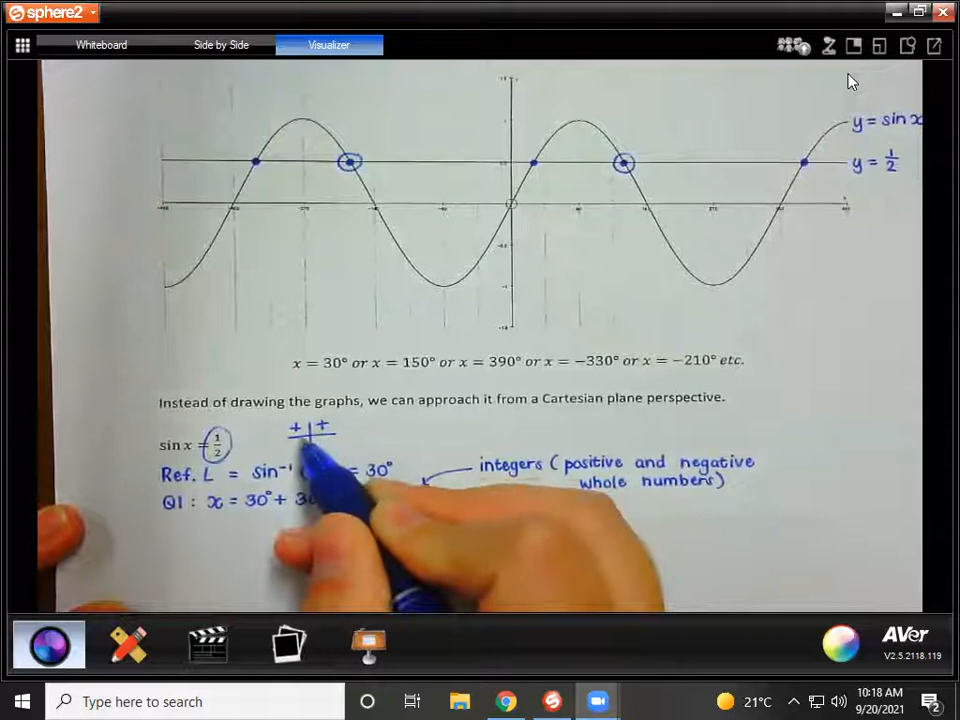 sphere2
Whiteboard Side by Side Visualizer
y = sin x
y = 1/2
x = 30° or x = 150° or x = 390° or x = −330° or x = −210° etc.
Instead of drawing the graphs, we can approach it from a Cartesian plane perspective.
+ +
sin x = 1/2
Ref. L = sin⁻¹ = 30°
integers (positive and negative
whole numbers)
Q1 : x = 30° +
AVer
V2.5.2118.119
Type here to search
21°C
10:18 AM
9/20/2021
2